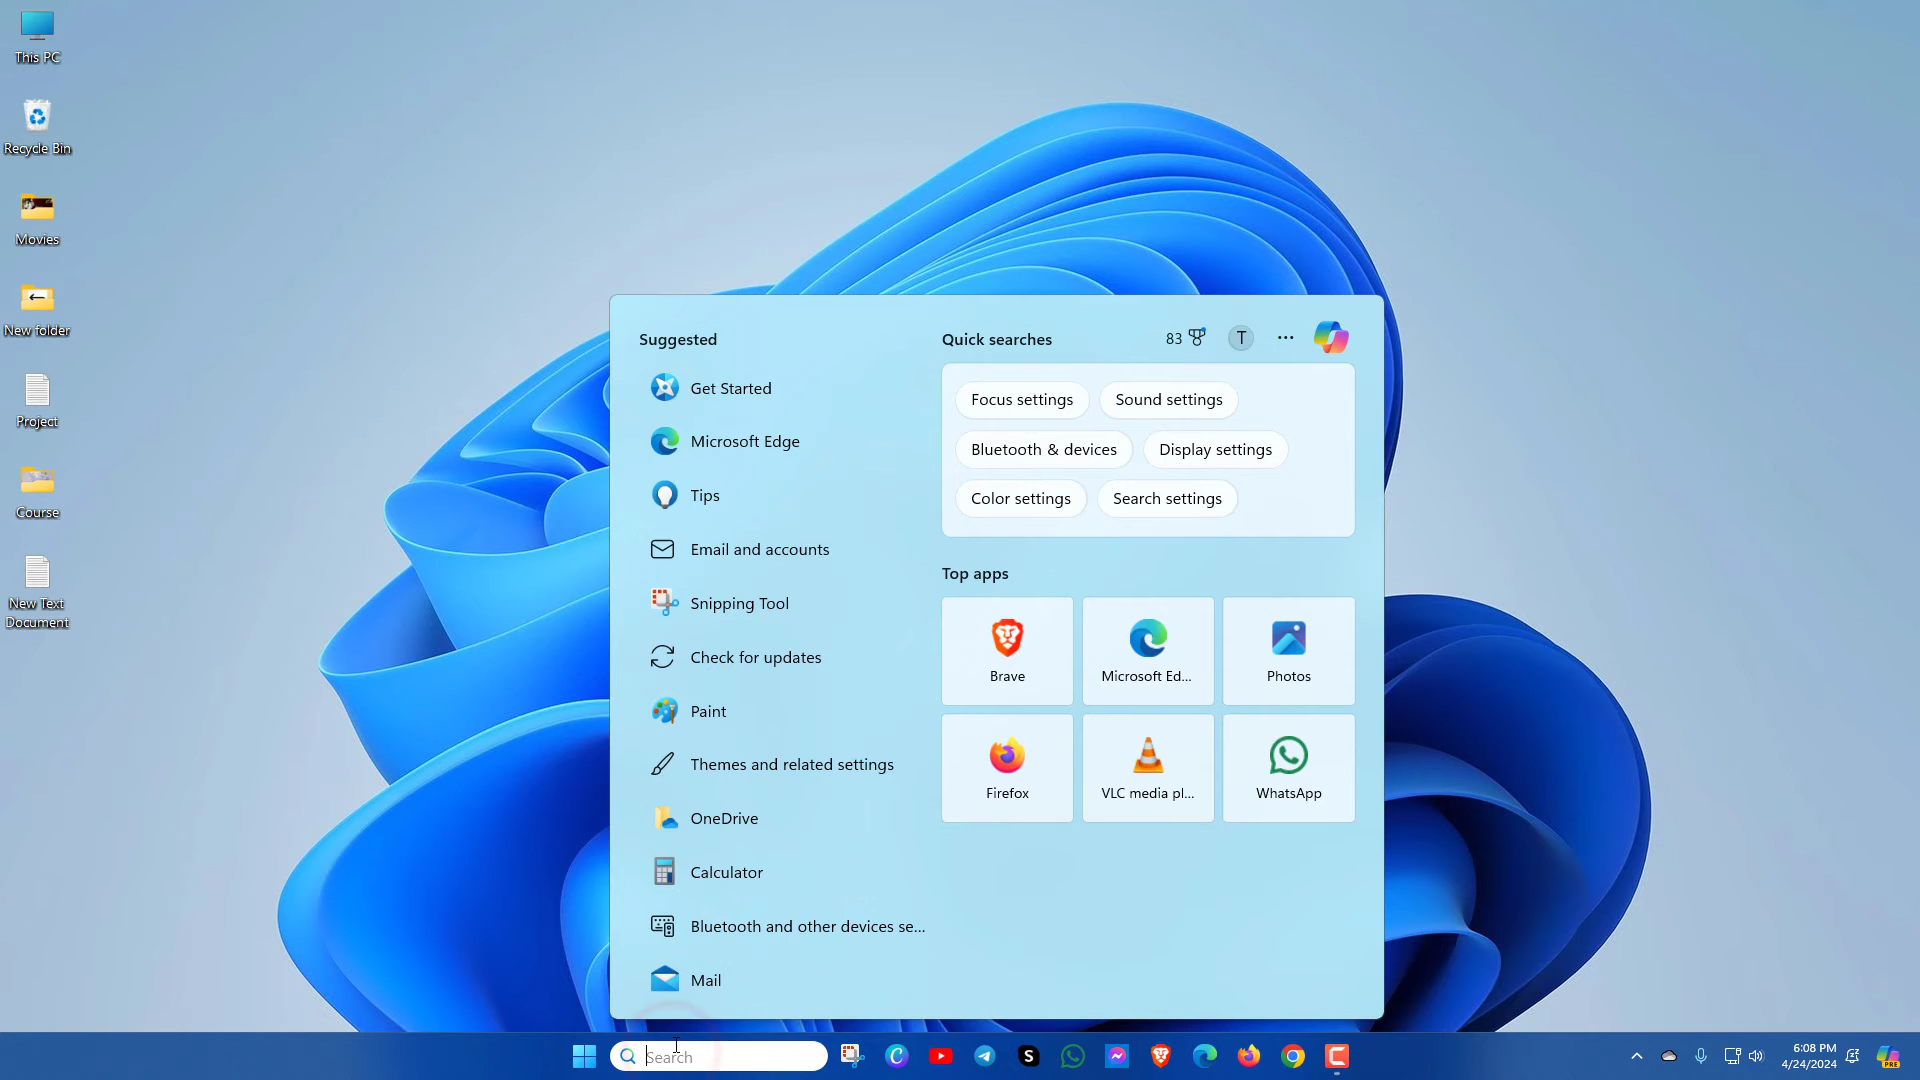 This PC
Recycle Bin
Movies
New folder
Project
Course
New Text
Document
Suggested
Get Started
Microsoft Edge
Tips
Email and accounts
Snipping Tool
Check for updates
Paint
Themes and related settings
OneDrive
Calculator
Bluetooth and other devices se...
Mail
Quick searches
83
T
Focus settings
Sound settings
Bluetooth & devices
Display settings
Color settings
Search settings
Top apps
Brave
Microsoft Ed...
Photos
Firefox
VLC media pl...
WhatsApp
Search
C
S
6:08 PM
4/24/2024
PRE